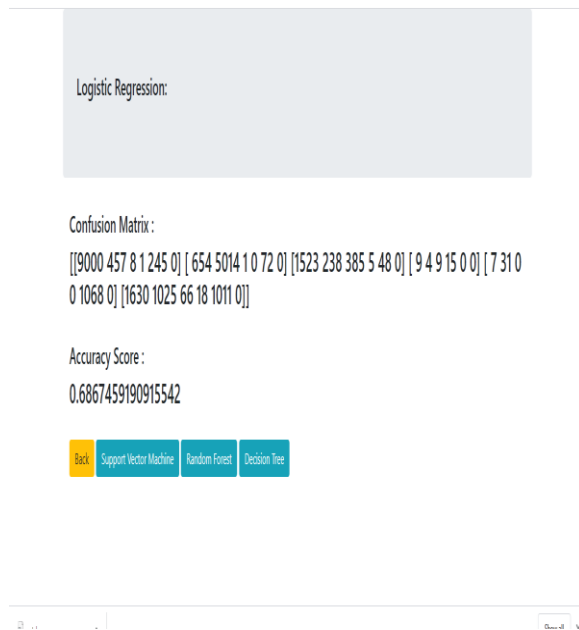 Logistic Regression:
Confusion Matrix :
[[9000 457 8 1 245 0] [ 654 5014 1 0 72 0] [1523 238 385 5 48 0] [ 9 4 9 15 0 0] [ 7 31 0
0 1068 0] [1630 1025 66 18 1011 0]]
Accuracy Score :
0.6867459190915542
Back Support Vector Machine Random Forest Decision Tree
Show all